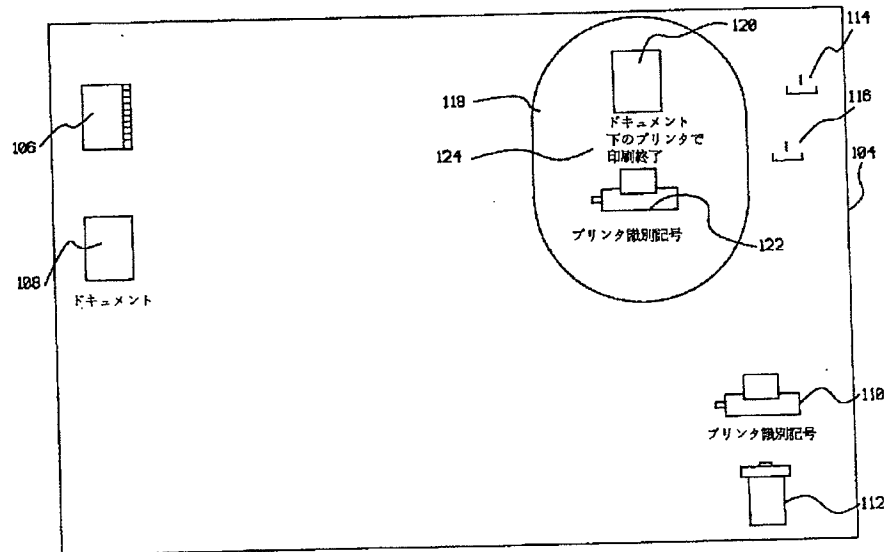 120
114
118
116
ドキュメント
下のプリンタで
印刷終了
106
124
104
プリンタ識別記号
122
108
ドキュメント
110
プリンタ識別記号
112